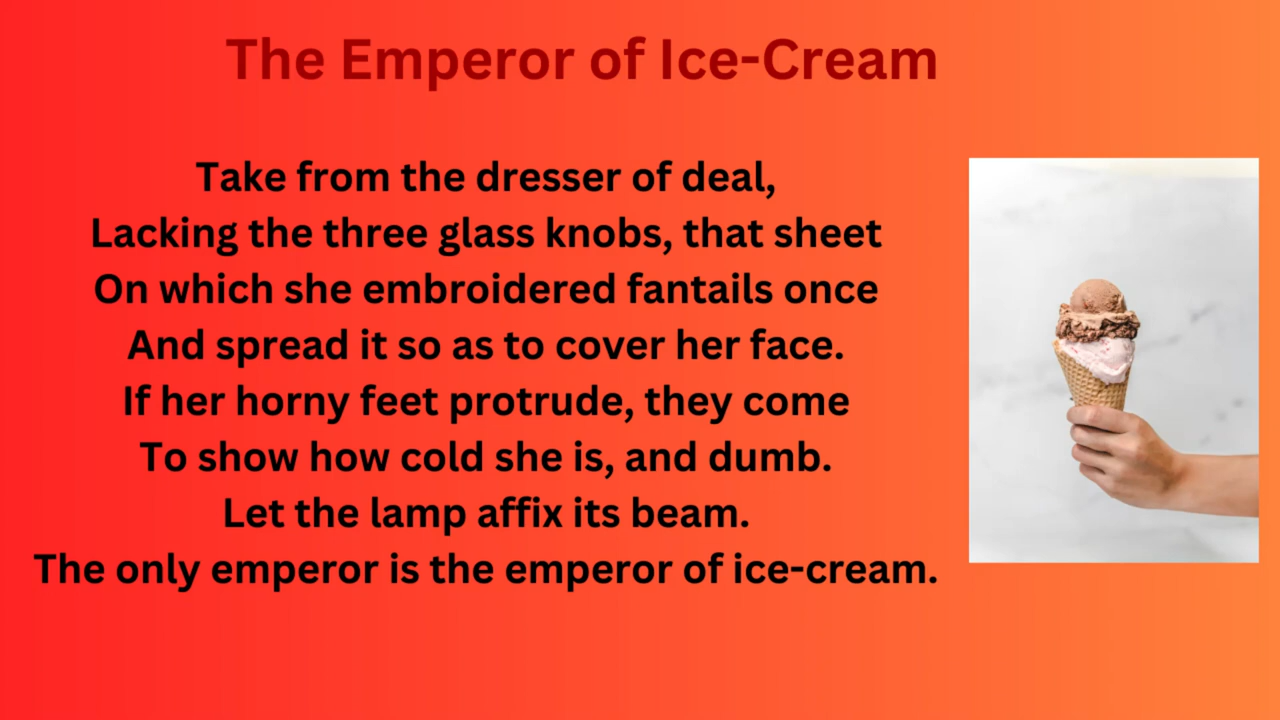 The Emperor of Ice-Cream
Take from the dresser of deal,
Lacking the three glass knobs, that sheet
On which she embroidered fantails once
And spread it so as to cover her face.
If her horny feet protrude, they come
To show how cold she is, and dumb.
Let the lamp affix its beam.
The only emperor is the emperor of ice-cream.